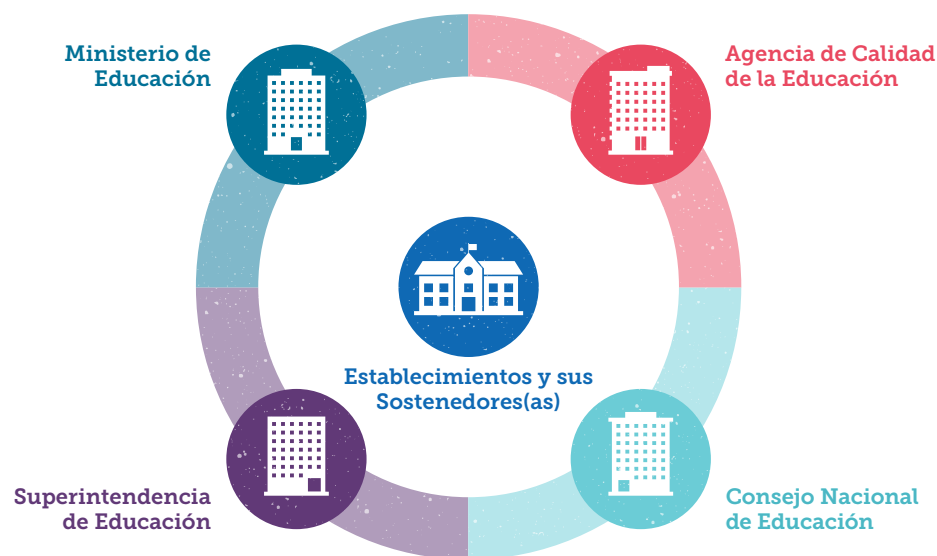 Ministerio de
Educación
Agencia de Calidad
de la Educación
Establecimientos y sus
Sostenedores(as)
Superintendencia
de Educación
Consejo Nacional
de Educación